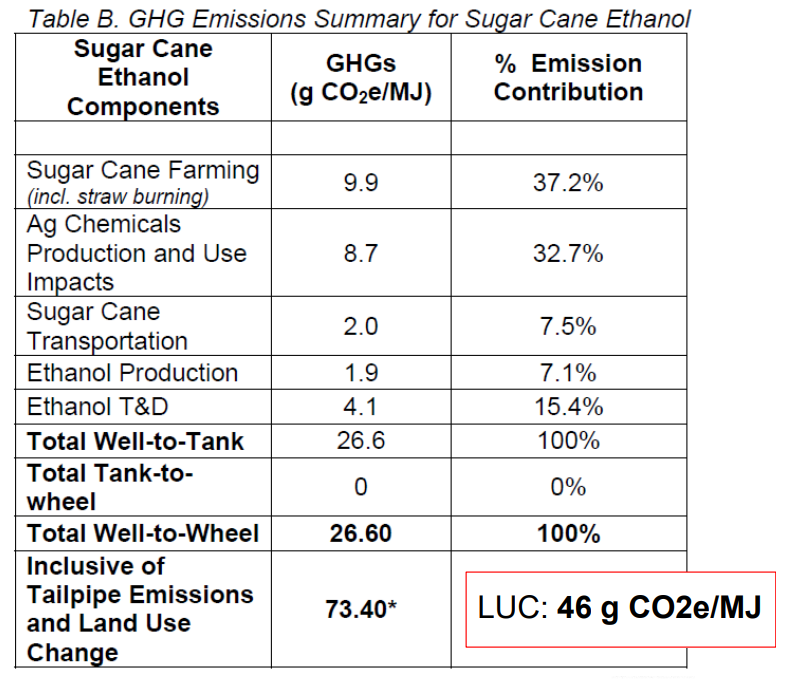 Table B. GHG Emissions Summary for Sugar Cane Ethanol
Sugar Cane Ethanol Components GHGs (g CO₂e/MJ) % Emission Contribution
Sugar Cane Farming (incl. straw burning) 9.9 37.2%
Ag Chemicals Production and Use Impacts 8.7 32.7%
Sugar Cane Transportation 2.0 7.5%
Ethanol Production 1.9 7.1%
Ethanol T&D 4.1 15.4%
Total Well-to-Tank 26.6 100%
Total Tank-to-wheel 0 0%
Total Well-to-Wheel 26.60 100%
Inclusive of Tailpipe Emissions and Land Use Change 73.40* LUC: 46 g CO2e/MJ